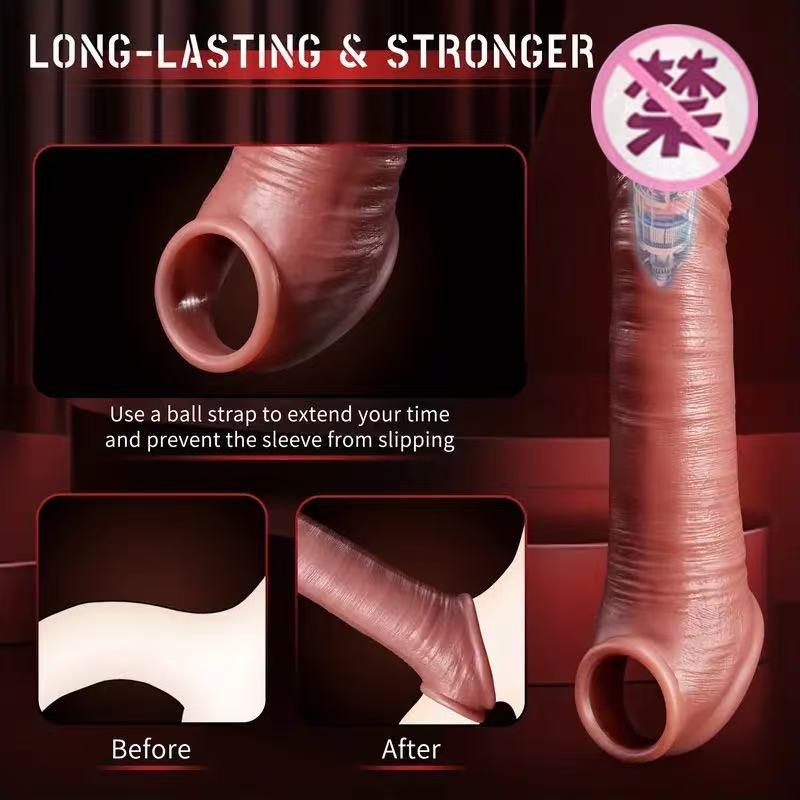 LONG-LASTING & STRONGER
禁
Use a ball strap to extend your time
and prevent the sleeve from slipping
Before
After